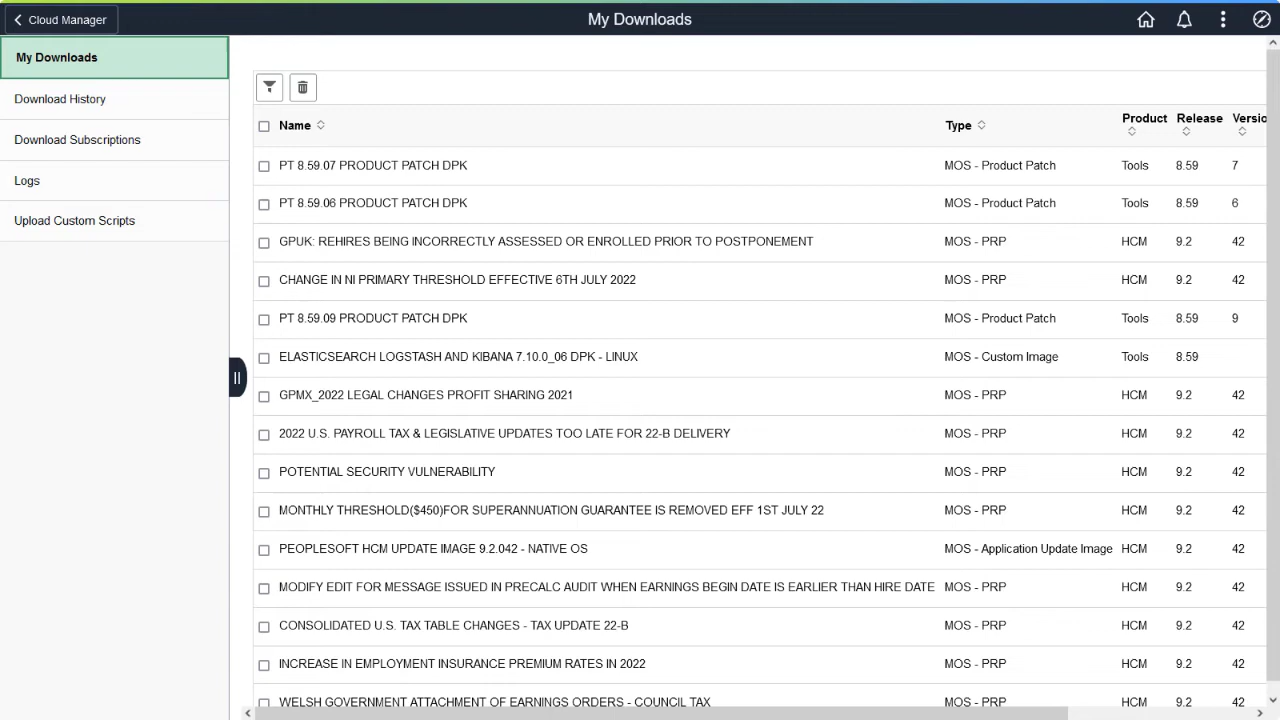 Cloud Manager
My Downloads
My Downloads
Download History
Download Subscriptions
Logs
Upload Custom Scripts
Name Type Product Release Versio
PT 8.59.07 PRODUCT PATCH DPK MOS - Product Patch Tools 8.59 7
PT 8.59.06 PRODUCT PATCH DPK MOS - Product Patch Tools 8.59 6
GPUK: REHIRES BEING INCORRECTLY ASSESSED OR ENROLLED PRIOR TO POSTPONEMENT MOS - PRP HCM 9.2 42
CHANGE IN NI PRIMARY THRESHOLD EFFECTIVE 6TH JULY 2022 MOS - PRP HCM 9.2 42
PT 8.59.09 PRODUCT PATCH DPK MOS - Product Patch Tools 8.59 9
ELASTICSEARCH LOGSTASH AND KIBANA 7.10.0_06 DPK - LINUX MOS - Custom Image Tools 8.59
GPMX_2022 LEGAL CHANGES PROFIT SHARING 2021 MOS - PRP HCM 9.2 42
2022 U.S. PAYROLL TAX & LEGISLATIVE UPDATES TOO LATE FOR 22-B DELIVERY MOS - PRP HCM 9.2 42
POTENTIAL SECURITY VULNERABILITY MOS - PRP HCM 9.2 42
MONTHLY THRESHOLD($450)FOR SUPERANNUATION GUARANTEE IS REMOVED EFF 1ST JULY 22 MOS - PRP HCM 9.2 42
PEOPLESOFT HCM UPDATE IMAGE 9.2.042 - NATIVE OS MOS - Application Update Image HCM 9.2 42
MODIFY EDIT FOR MESSAGE ISSUED IN PRECALC AUDIT WHEN EARNINGS BEGIN DATE IS EARLIER THAN HIRE DATE MOS - PRP HCM 9.2 42
CONSOLIDATED U.S. TAX TABLE CHANGES - TAX UPDATE 22-B MOS - PRP HCM 9.2 42
INCREASE IN EMPLOYMENT INSURANCE PREMIUM RATES IN 2022 MOS - PRP HCM 9.2 42
WELSH GOVERNMENT ATTACHMENT OF EARNINGS ORDERS - COUNCIL TAX MOS - PRP HCM 9.2 42